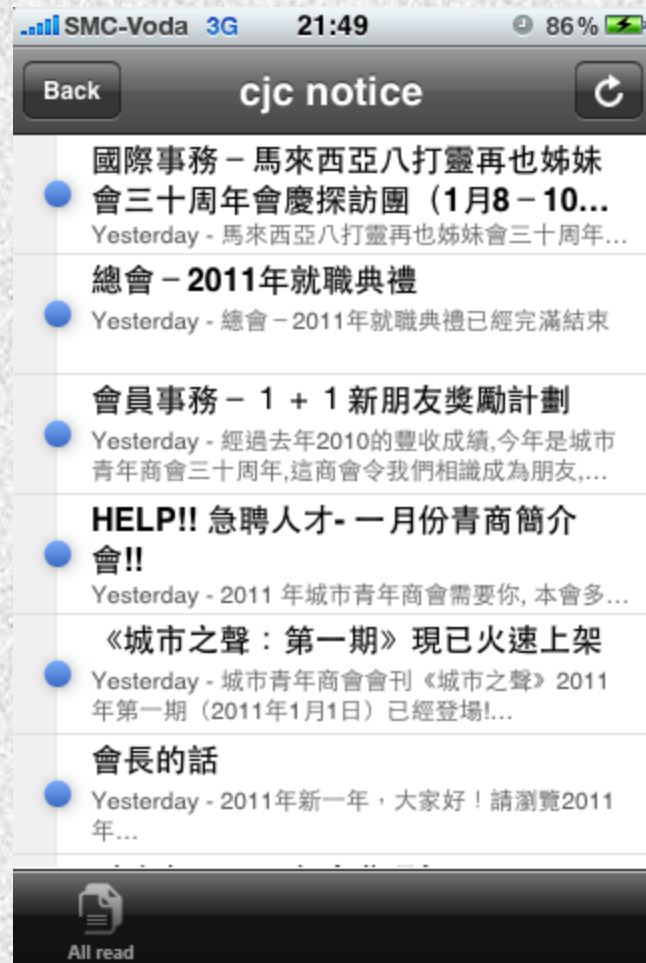 SMC-Voda 3G 21:49 86%
Back cjc notice
國際事務－馬來西亞八打靈再也姊妹
會三十周年會慶探訪團（1月8－10...
Yesterday - 馬來西亞八打靈再也姊妹會三十周年...
總會－2011年就職典禮
Yesterday - 總會－2011年就職典禮已經完滿結束
會員事務－ 1 + 1 新朋友獎勵計劃
Yesterday - 經過去年2010的豐收成績,今年是城市
青年商會三十周年,這商會令我們相識成為朋友,...
HELP!! 急聘人才- 一月份青商簡介
會!!
Yesterday - 2011 年城市青年商會需要你, 本會多...
《城市之聲：第一期》現已火速上架
Yesterday - 城市青年商會會刊《城市之聲》2011
年第一期（2011年1月1日）已經登場!...
會長的話
Yesterday - 2011年新一年，大家好！請瀏覽2011
年...
All read